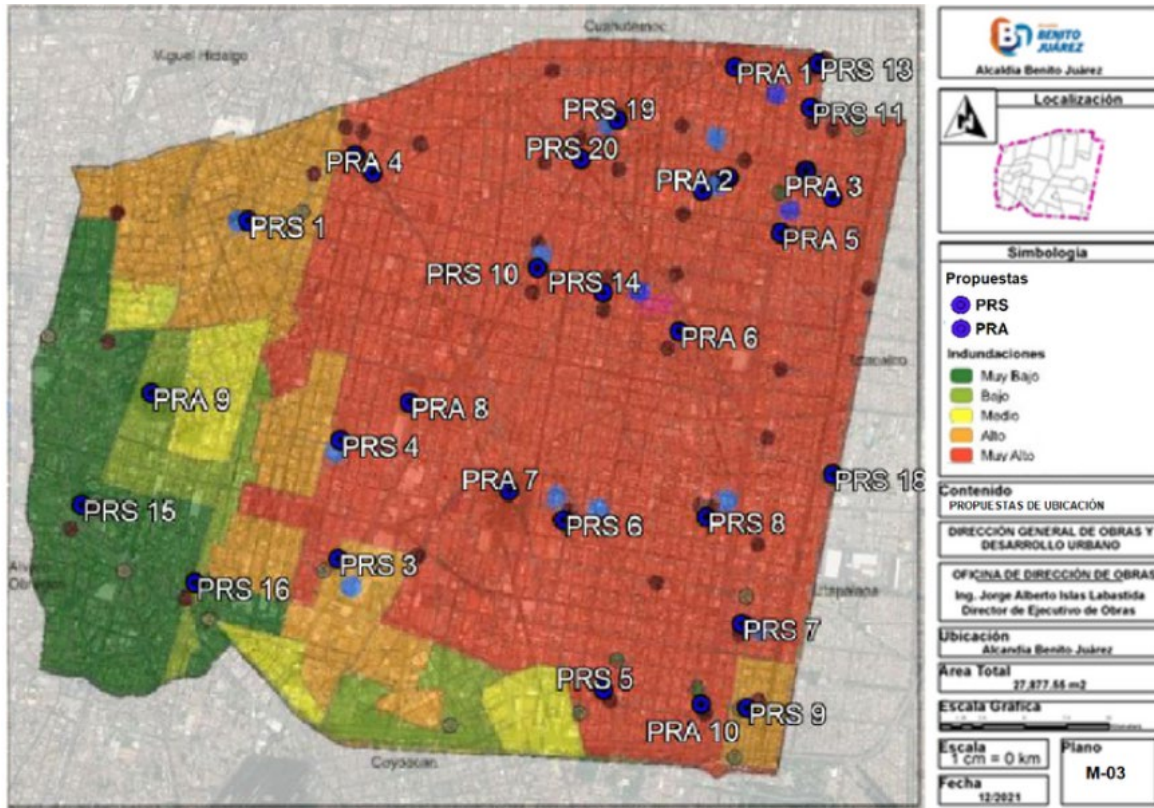 Cuauhtemoc
Miguel Hidalgo
PRA 1
PRS 13
PRS 11
PRS 19
PRS 20
PRA 4
PRA 2
PRA 3
PRS 1
PRA 5
PRS 10
PRS 14
PRA 6
PRA 9
PRA 8
PRS 4
PRS 18
PRA 7
PRS 15
PRS 6
PRS 8
PRS 3
PRS 16
Iztapalapa
PRS 7
PRS 5
PRA 10
PRS 9
Coyoacan
BJ
BENITO
JUÁREZ
Alcaldía Benito Juárez
Localización
Simbología
Propuestas
PRS
PRA
Indundaciones
Muy Bajo
Bajo
Medio
Alto
Muy Alto
Contenido
PROPUESTAS DE UBICACIÓN
DIRECCIÓN GENERAL DE OBRAS Y
DESARROLLO URBANO
OFICINA DE DIRECCIÓN DE OBRAS
Ing. Jorge Alberto Islas Labastida
Director de Ejecutivo de Obras
Ubicación
Alcandia Benito Juárez
Area Total
27,877.55 m2
Escala Gráfica
Escala
1 cm = 0 km
Plano
M-03
Fecha
12/2021